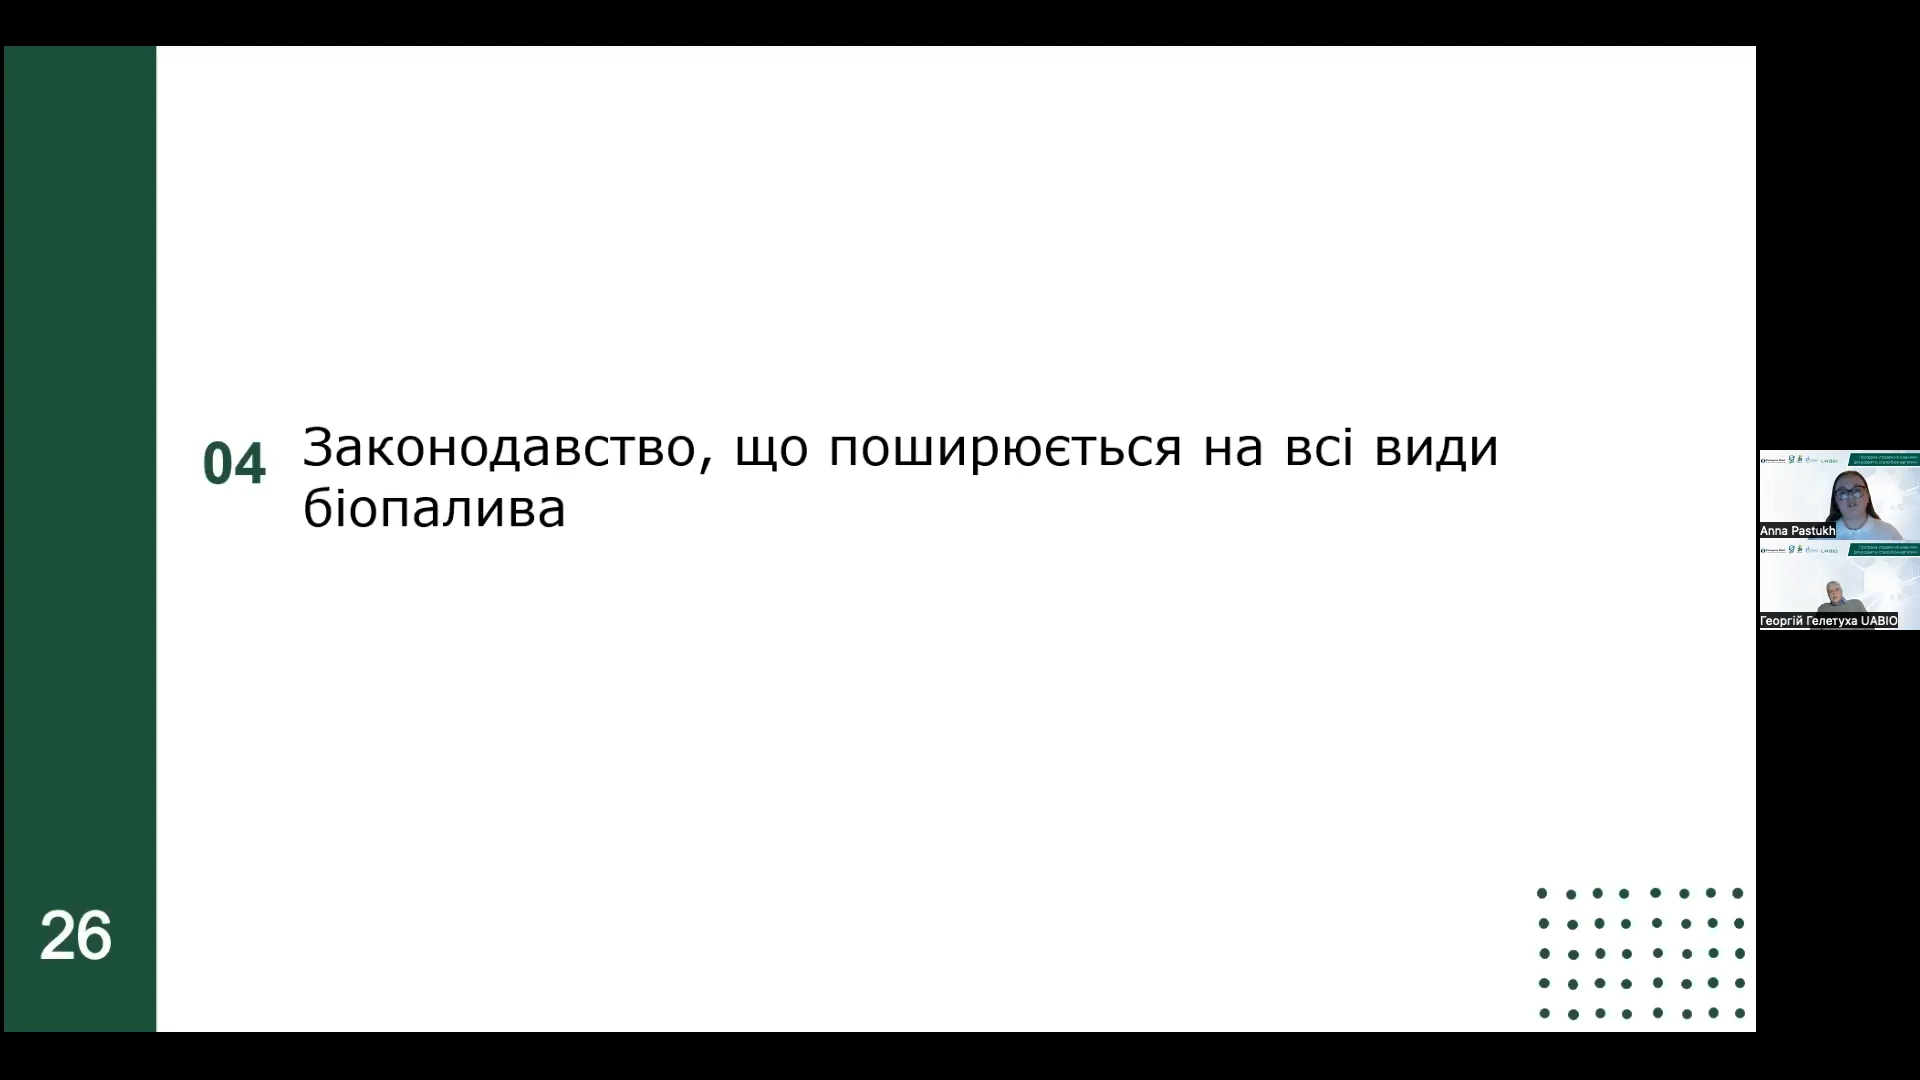 04
Законодавство, що поширюється на всі види
біопалива
26
Anna Pastukh
Георгій Гелетуха UABIO